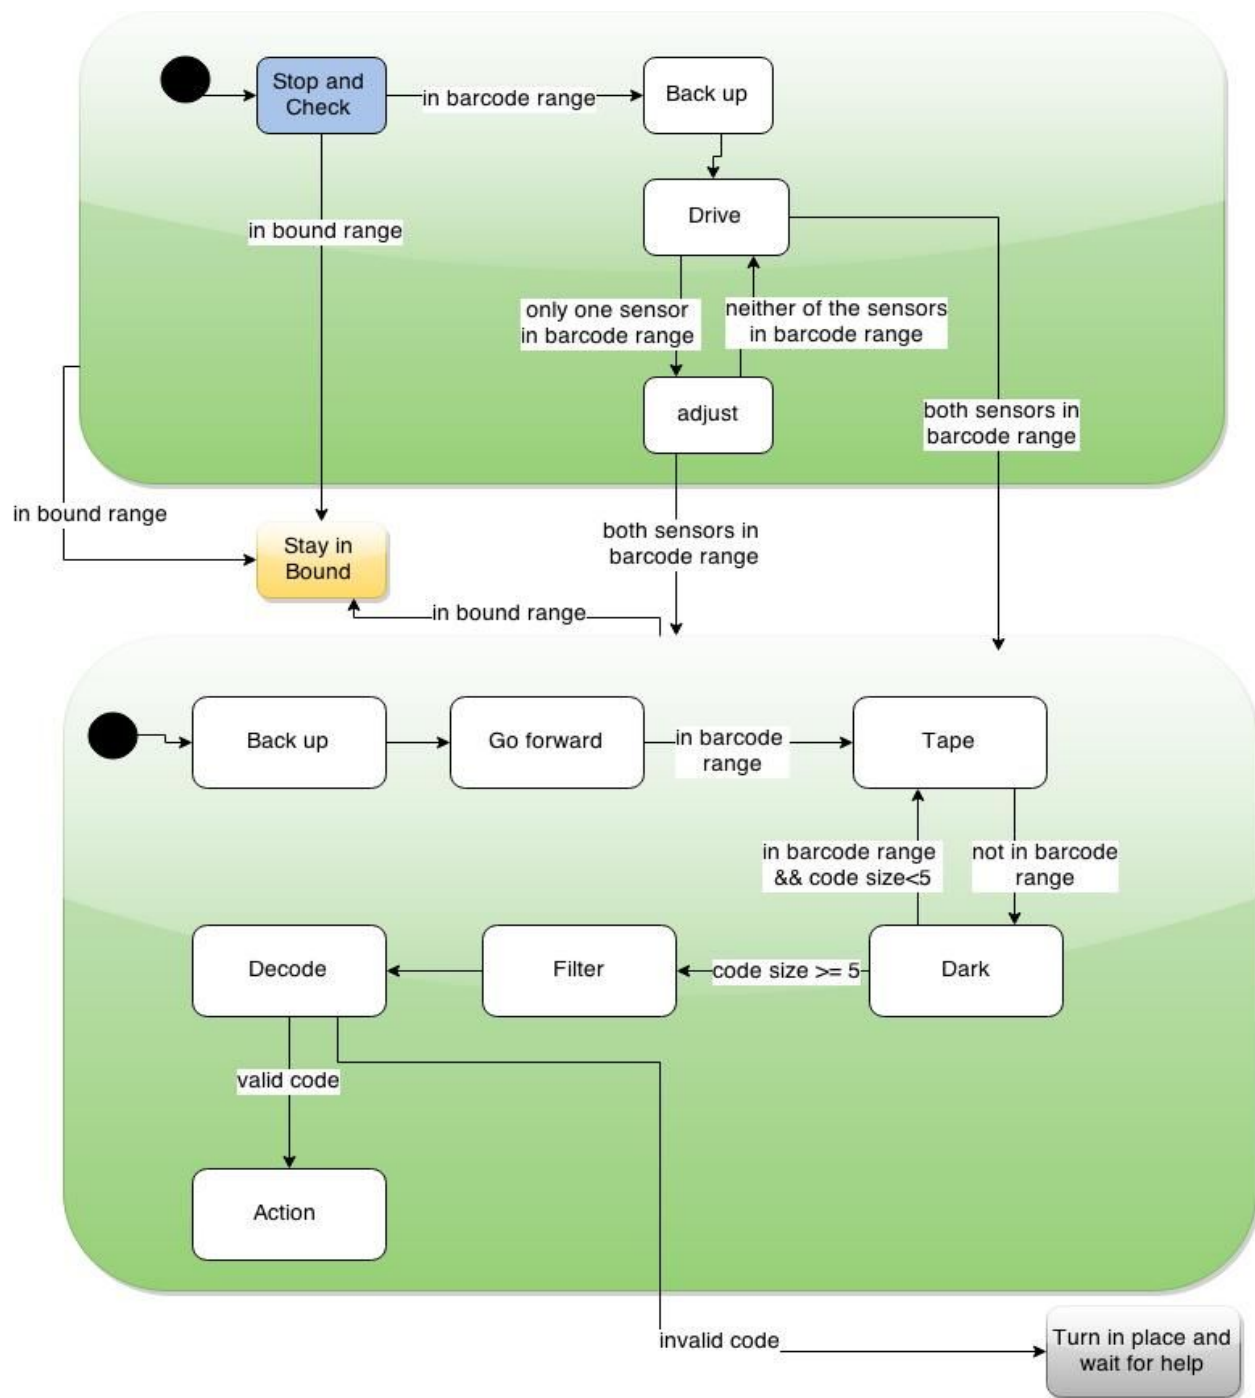 Stop and
Check
in barcode range
Back up
Drive
in bound range
only one sensor
in barcode range
neither of the sensors
in barcode range
adjust
both sensors in
barcode range
in bound range
Stay in
Bound
both sensors in
barcode range
in bound range
Back up
Go forward
in barcode
range
Tape
in barcode range
&& code size<5
not in barcode
range
Decode
Filter
code size >= 5
Dark
valid code
Action
invalid code
Turn in place and
wait for help